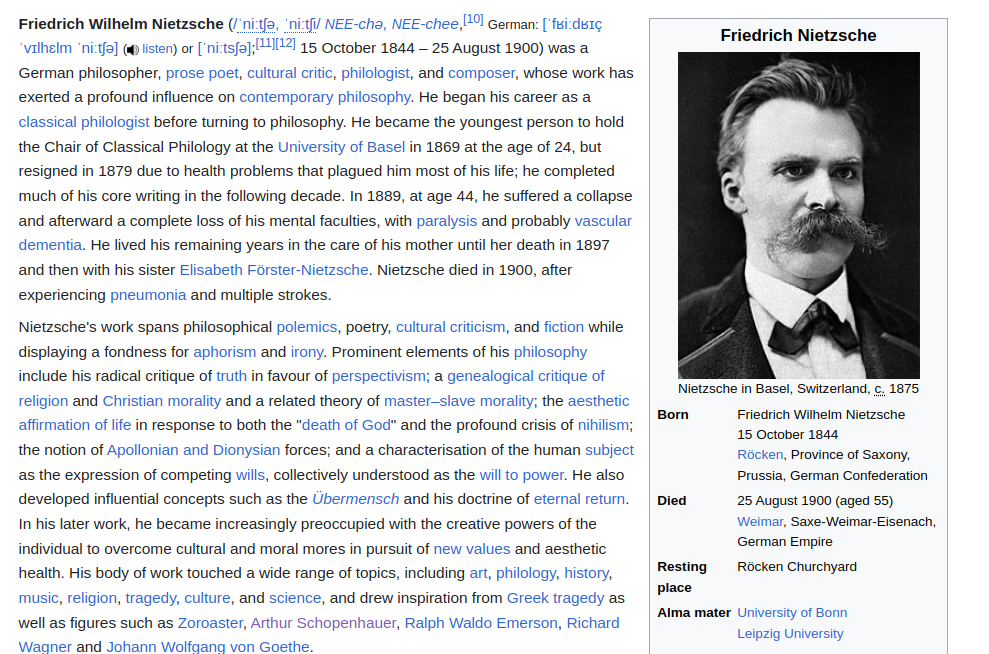 Friedrich Wilhelm Nietzsche (/ˈniːtʃə, ˈniːtʃi/ NEE-chə, NEE-chee,[10] German: [ˈfʁiːdʁɪç
ˈvɪlhɛlm ˈniːtʃə] (listen) or [ˈniːtsʃə];[11][12] 15 October 1844 – 25 August 1900) was a
German philosopher, prose poet, cultural critic, philologist, and composer, whose work has
exerted a profound influence on contemporary philosophy. He began his career as a
classical philologist before turning to philosophy. He became the youngest person to hold
the Chair of Classical Philology at the University of Basel in 1869 at the age of 24, but
resigned in 1879 due to health problems that plagued him most of his life; he completed
much of his core writing in the following decade. In 1889, at age 44, he suffered a collapse
and afterward a complete loss of his mental faculties, with paralysis and probably vascular
dementia. He lived his remaining years in the care of his mother until her death in 1897
and then with his sister Elisabeth Förster-Nietzsche. Nietzsche died in 1900, after
experiencing pneumonia and multiple strokes.
Nietzsche's work spans philosophical polemics, poetry, cultural criticism, and fiction while
displaying a fondness for aphorism and irony. Prominent elements of his philosophy
include his radical critique of truth in favour of perspectivism; a genealogical critique of
religion and Christian morality and a related theory of master–slave morality; the aesthetic
affirmation of life in response to both the "death of God" and the profound crisis of nihilism;
the notion of Apollonian and Dionysian forces; and a characterisation of the human subject
as the expression of competing wills, collectively understood as the will to power. He also
developed influential concepts such as the Übermensch and his doctrine of eternal return.
In his later work, he became increasingly preoccupied with the creative powers of the
individual to overcome cultural and moral mores in pursuit of new values and aesthetic
health. His body of work touched a wide range of topics, including art, philology, history,
music, religion, tragedy, culture, and science, and drew inspiration from Greek tragedy as
well as figures such as Zoroaster, Arthur Schopenhauer, Ralph Waldo Emerson, Richard
Wagner and Johann Wolfgang von Goethe.
Friedrich Nietzsche
Nietzsche in Basel, Switzerland, c. 1875
Born Friedrich Wilhelm Nietzsche
15 October 1844
Röcken, Province of Saxony,
Prussia, German Confederation
Died 25 August 1900 (aged 55)
Weimar, Saxe-Weimar-Eisenach,
German Empire
Resting Röcken Churchyard
place
Alma mater University of Bonn
Leipzig University